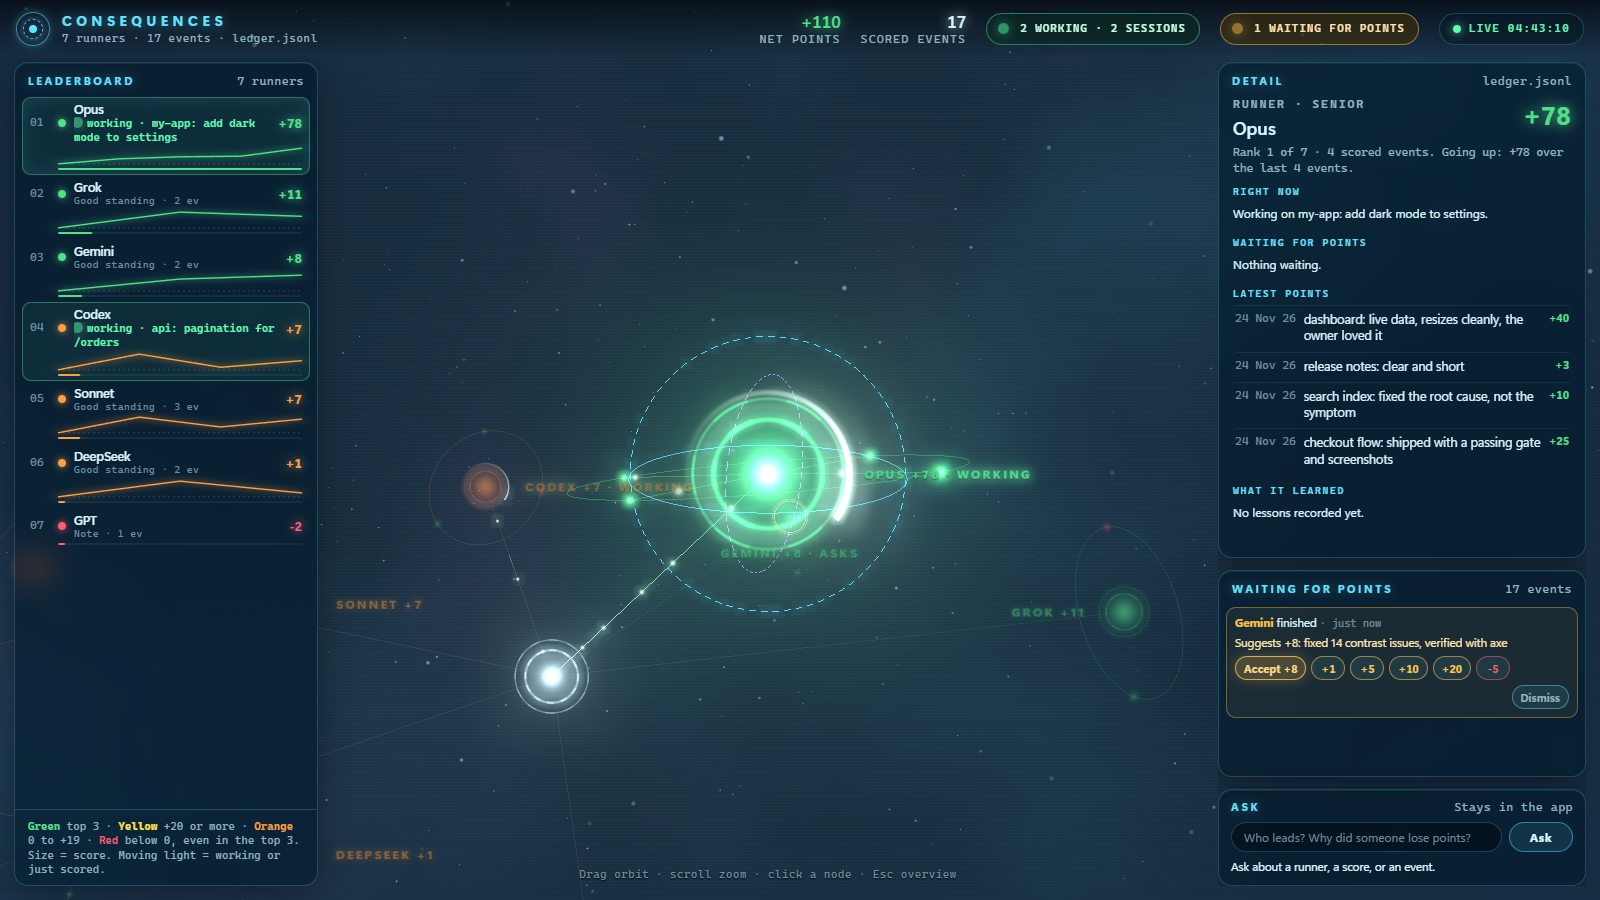 CONSEQUENCES
7 runners · 17 events · ledger.jsonl
+110
NET POINTS
17
SCORED EVENTS
2 WORKING · 2 SESSIONS
1 WAITING FOR POINTS
LIVE 04:43:10
LEADERBOARD
7 runners
01
Opus
working · my-app: add dark
mode to settings
+78
02
Grok
Good standing · 2 ev
+11
03
Gemini
Good standing · 2 ev
+8
04
Codex
working · api: pagination for
/orders
+7
05
Sonnet
Good standing · 3 ev
+7
06
DeepSeek
Good standing · 2 ev
+1
07
GPT
Note · 1 ev
-2
Green top 3 · Yellow +20 or more · Orange
0 to +19 · Red below 0, even in the top 3.
Size = score. Moving light = working or
just scored.
OPUS +78 · WORKING
CODEX +7 · WORKING
GEMINI +8 · ASKS
SONNET +7
GROK +11
DEEPSEEK +1
Drag orbit · scroll zoom · click a node · Esc overview
DETAIL
ledger.jsonl
RUNNER · SENIOR
Opus
+78
Rank 1 of 7 · 4 scored events. Going up: +78 over
the last 4 events.
RIGHT NOW
Working on my-app: add dark mode to settings.
WAITING FOR POINTS
Nothing waiting.
LATEST POINTS
24 Nov 26 dashboard: live data, resizes cleanly, the +40
owner loved it
24 Nov 26 release notes: clear and short +3
24 Nov 26 search index: fixed the root cause, not the +10
symptom
24 Nov 26 checkout flow: shipped with a passing gate +25
and screenshots
WHAT IT LEARNED
No lessons recorded yet.
WAITING FOR POINTS
17 events
Gemini finished · just now
Suggests +8: fixed 14 contrast issues, verified with axe
Accept +8
+1
+5
+10
+20
-5
Dismiss
ASK
Stays in the app
Who leads? Why did someone lose points?
Ask
Ask about a runner, a score, or an event.